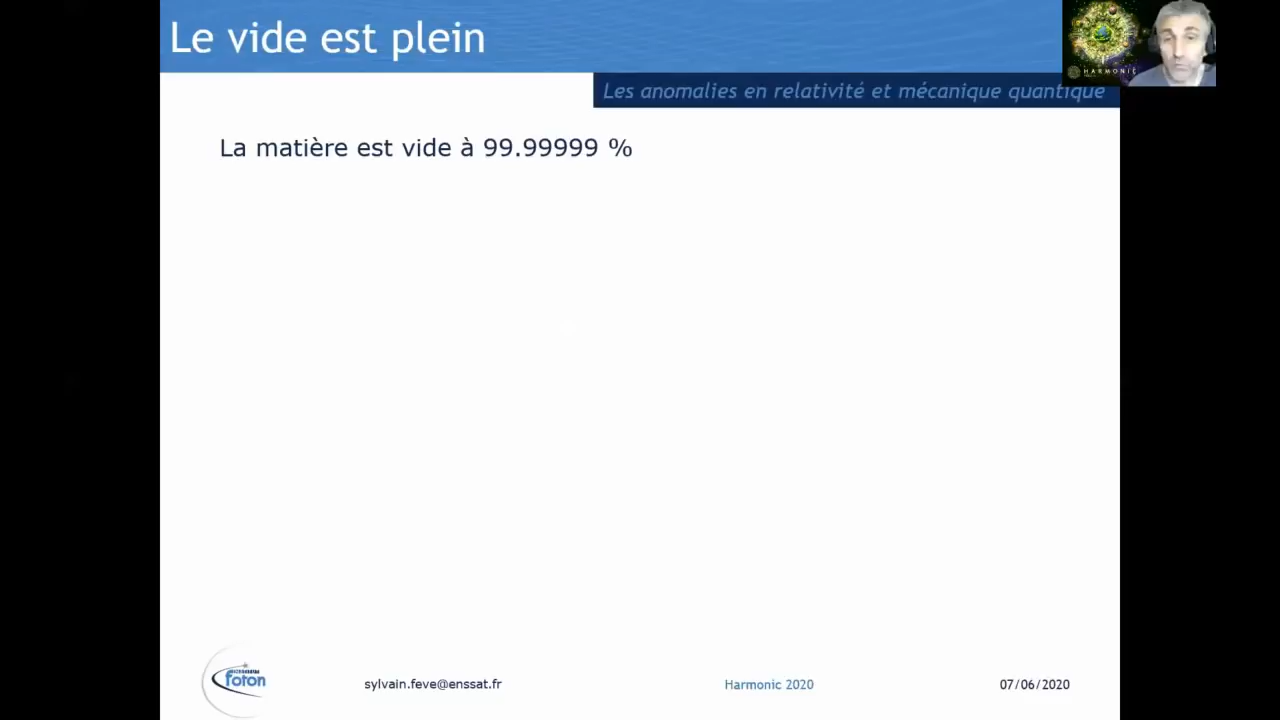 Le vide est plein
Les anomalies en relativité et mécanique quantique
HARMONIC
La matière est vide à 99.99999 %
foton
sylvain.feve@enssat.fr
Harmonic 2020
07/06/2020